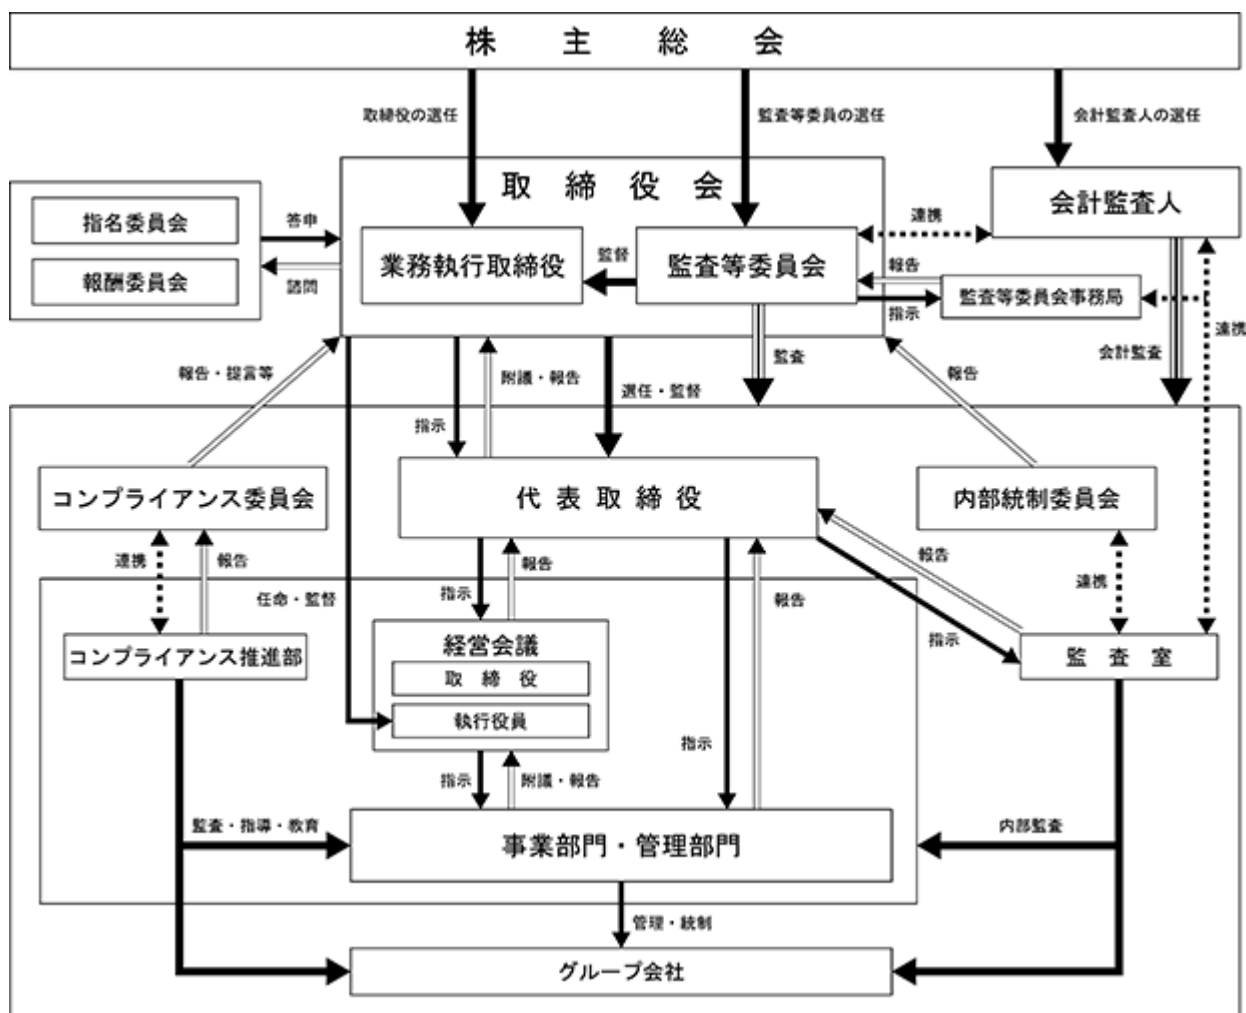 株主総会
取締役の選任
監査等委員の選任
会計監査人の選任
取締役会
会計監査人
指名委員会
報酬委員会
答申
諮問
業務執行取締役
監督
監査等委員会
連携
報告
指示
監査等委員会事務局
連携
報告・提言等
附議・報告
指示
選任・監督
監査
報告
会計監査
コンプライアンス委員会
代表取締役
内部統制委員会
連携
報告
任命・監督
指示
報告
報告
報告
連携
指示
コンプライアンス推進部
経営会議
取締役
執行役員
監査室
指示
指示
附議・報告
監査・指導・教育
事業部門・管理部門
内部監査
管理・統制
グループ会社